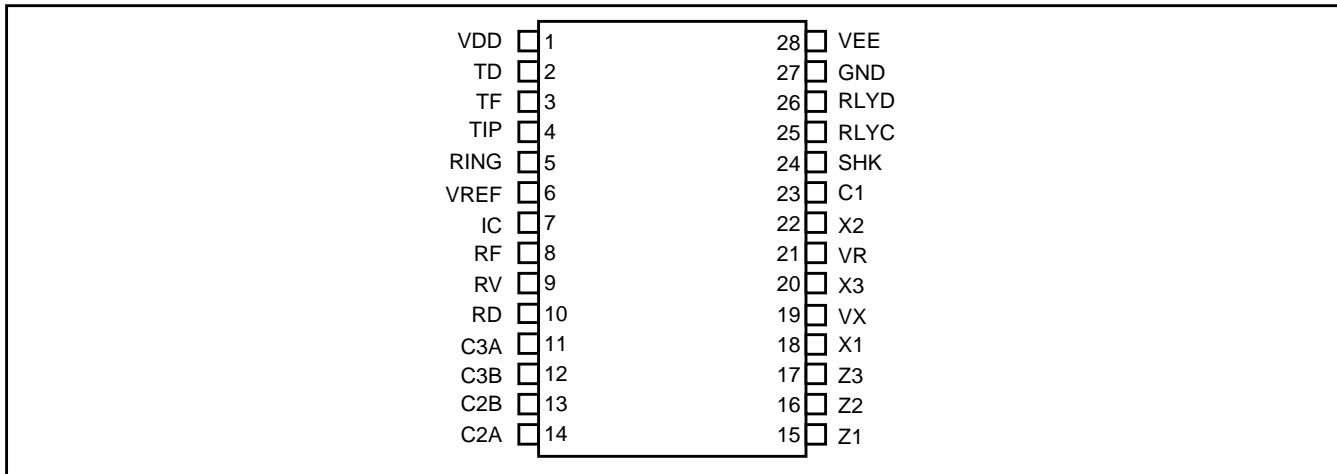 VDD 1 28 VEE
TD 2 27 GND
TF 3 26 RLYD
TIP 4 25 RLYC
RING 5 24 SHK
VREF 6 23 C1
IC 7 22 X2
RF 8 21 VR
RV 9 20 X3
RD 10 19 VX
C3A 11 18 X1
C3B 12 17 Z3
C2B 13 16 Z2
C2A 14 15 Z1